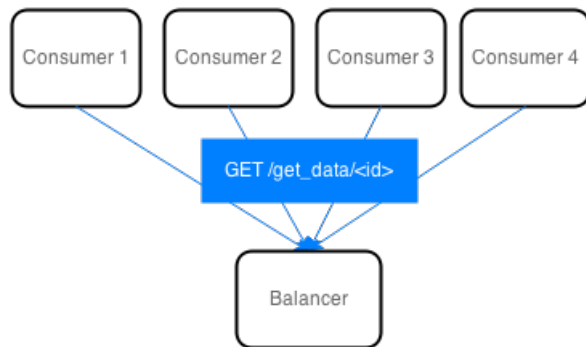 Consumer 1
Consumer 2
Consumer 3
Consumer 4
GET /get_data/<id>
Balancer